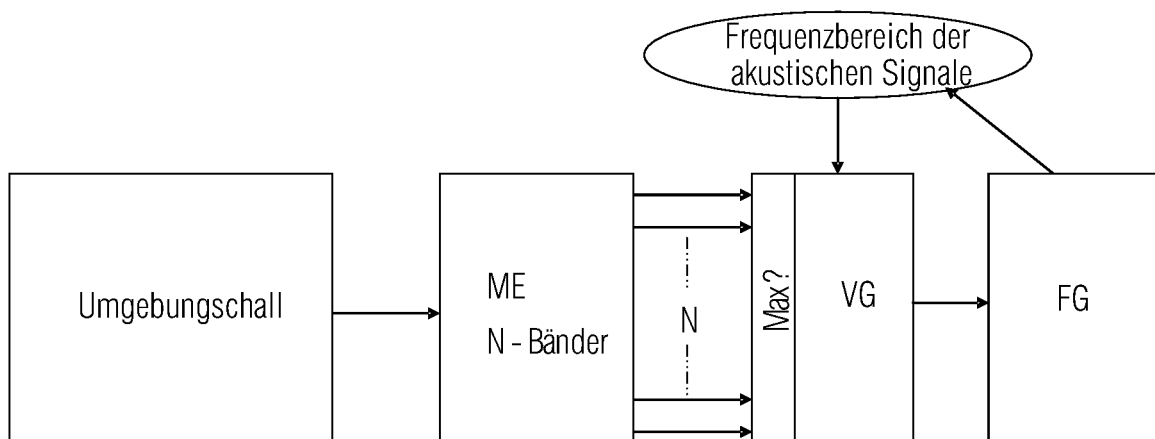 Frequenzbereich der
akustischen Signale
Umgebungschall
ME
N - Bänder
N
Max?
VG
FG